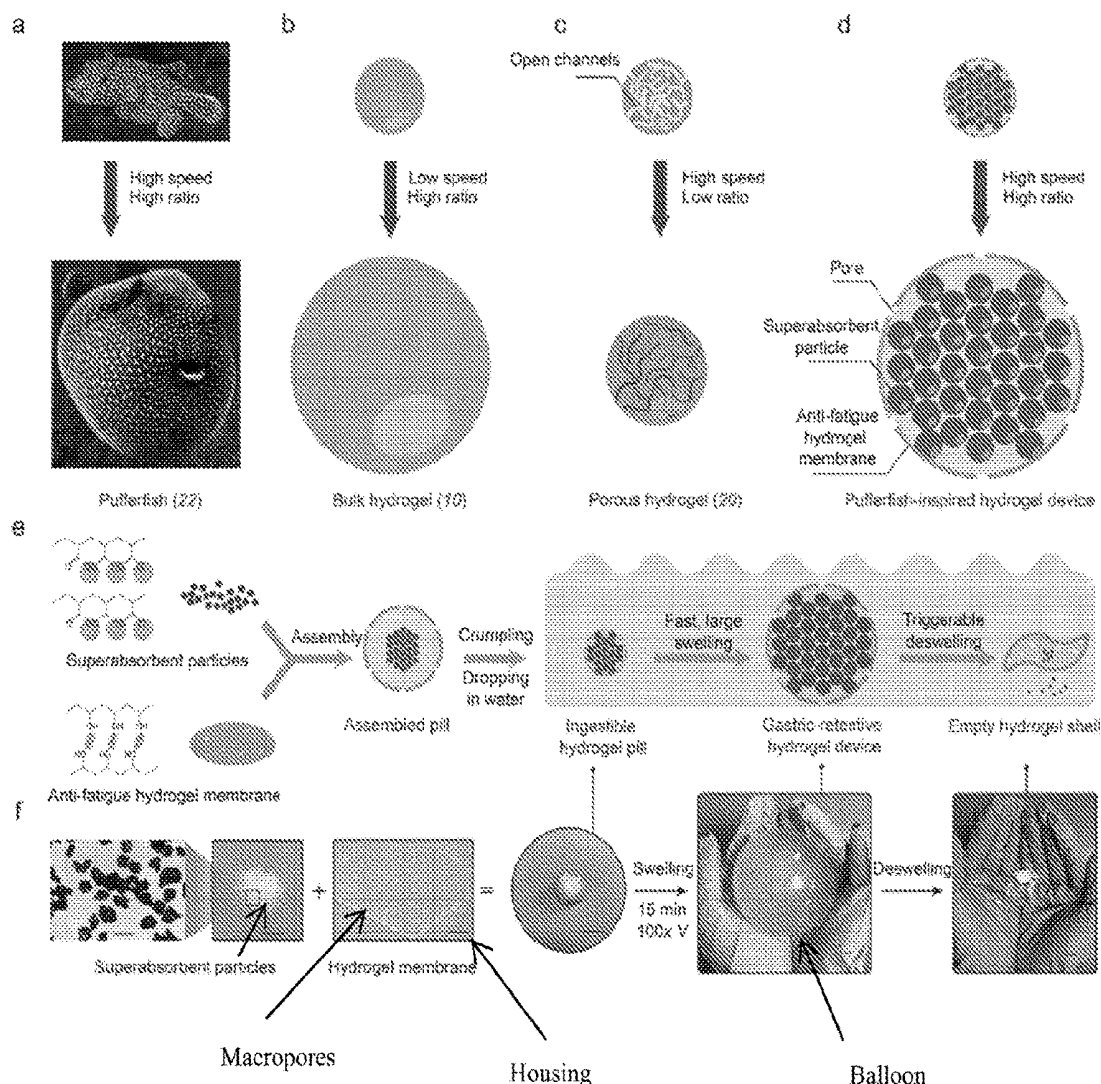 a
b
c
d
Open channels
High speed
High ratio
Low speed
High ratio
High speed
Low ratio
High speed
High ratio
Pore
Superabsorbent
particle
Anti-fatigue
hydrogel
membrane
Pufferfish (22)
Bulk hydrogel (10)
Porous hydrogel (20)
Pufferfish-inspired hydrogel device
e
Superabsorbent particles
Anti-fatigue hydrogel membrane
Assembly
Assembled pill
Crumpling
Dropping
in water
Fast, large
swelling
Triggerable
deswelling
Ingestible
hydrogel pill
Gastric-retentive
hydrogel device
Empty hydrogel shell
f
+
=
Swelling
15 min
100x V
Deswelling
Superabsorbent particles
Hydrogel membrane
Macropores
Housing
Balloon